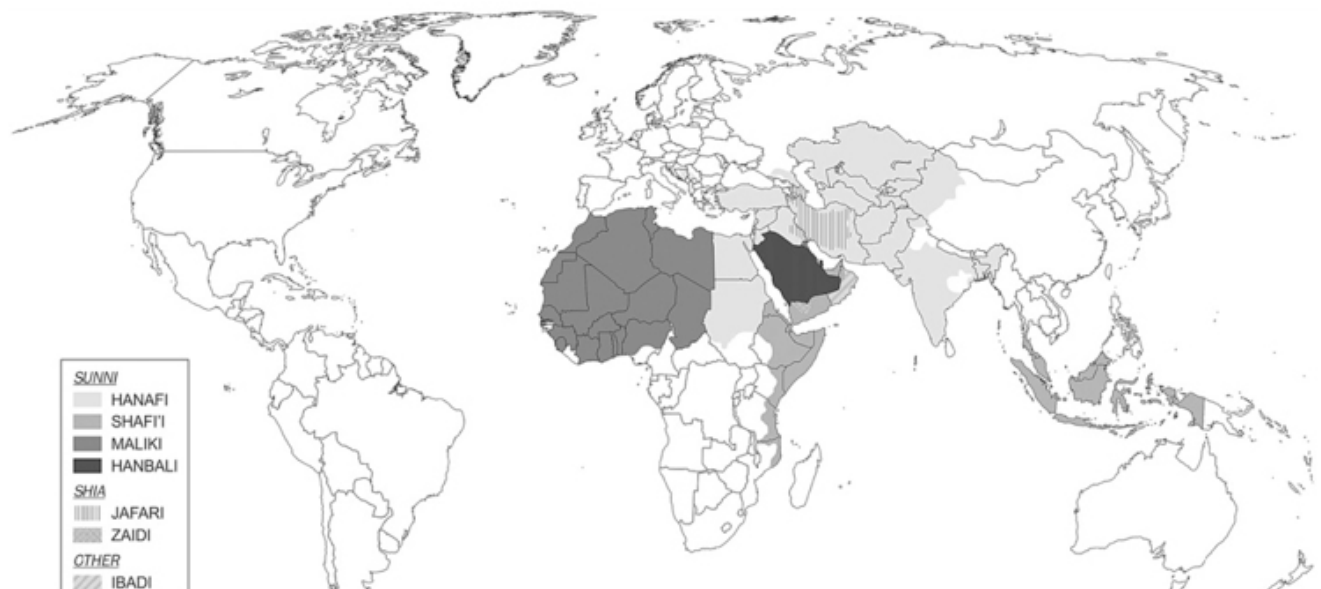 SUNNI
HANAFI
SHAFI'I
MALIKI
HANBALI
SHIA
JAFARI
ZAIDI
OTHER
IBADI